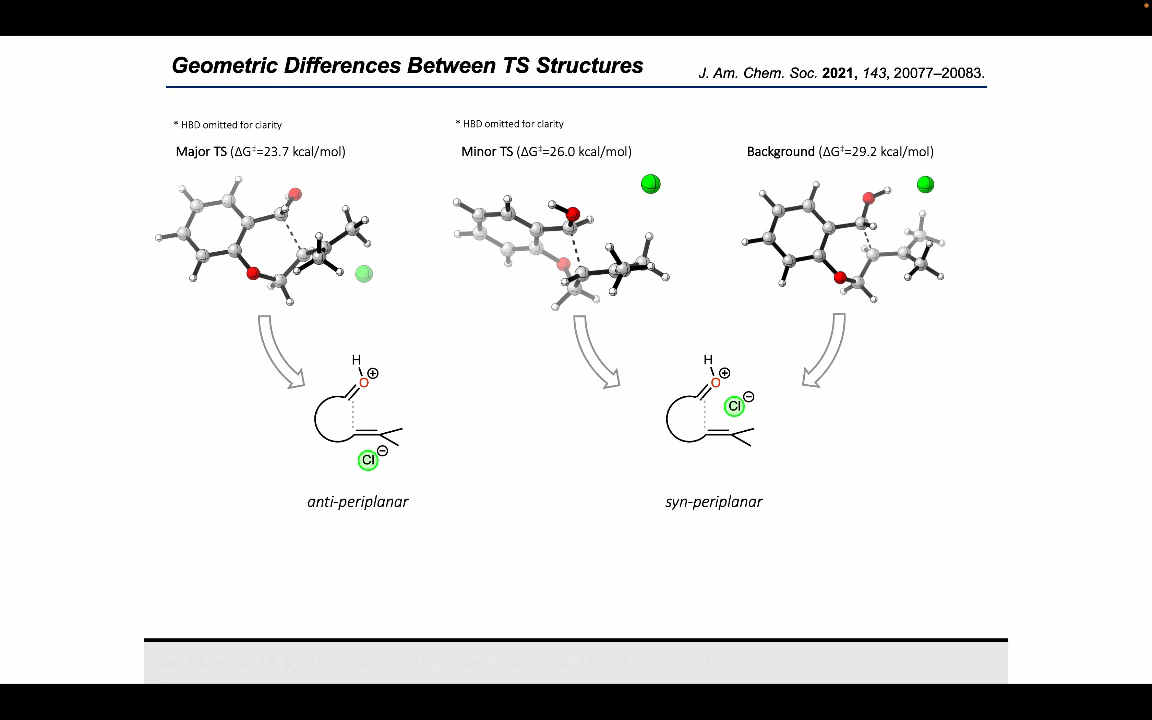 Geometric Differences Between TS Structures
J. Am. Chem. Soc. 2021, 143, 20077–20083.
* HBD omitted for clarity
* HBD omitted for clarity
Major TS (ΔG‡=23.7 kcal/mol)
Minor TS (ΔG‡=26.0 kcal/mol)
Background (ΔG‡=29.2 kcal/mol)
H
O ⊕
Cl ⊖
H
O ⊕
Cl ⊖
anti-periplanar
syn-periplanar